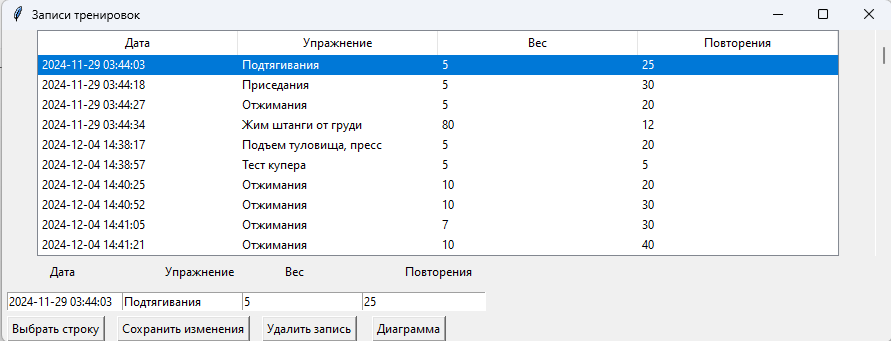 Записи тренировок
Дата Упражнение Вес Повторения
2024-11-29 03:44:03 Подтягивания 5 25
2024-11-29 03:44:18 Приседания 5 30
2024-11-29 03:44:27 Отжимания 5 20
2024-11-29 03:44:34 Жим штанги от груди 80 12
2024-12-04 14:38:17 Подъем туловища, пресс 5 20
2024-12-04 14:38:57 Тест купера 5 5
2024-12-04 14:40:25 Отжимания 10 20
2024-12-04 14:40:52 Отжимания 10 30
2024-12-04 14:41:05 Отжимания 7 30
2024-12-04 14:41:21 Отжимания 10 40
Дата Упражнение Вес Повторения
2024-11-29 03:44:03 Подтягивания 5 25
Выбрать строку Сохранить изменения Удалить запись Диаграмма